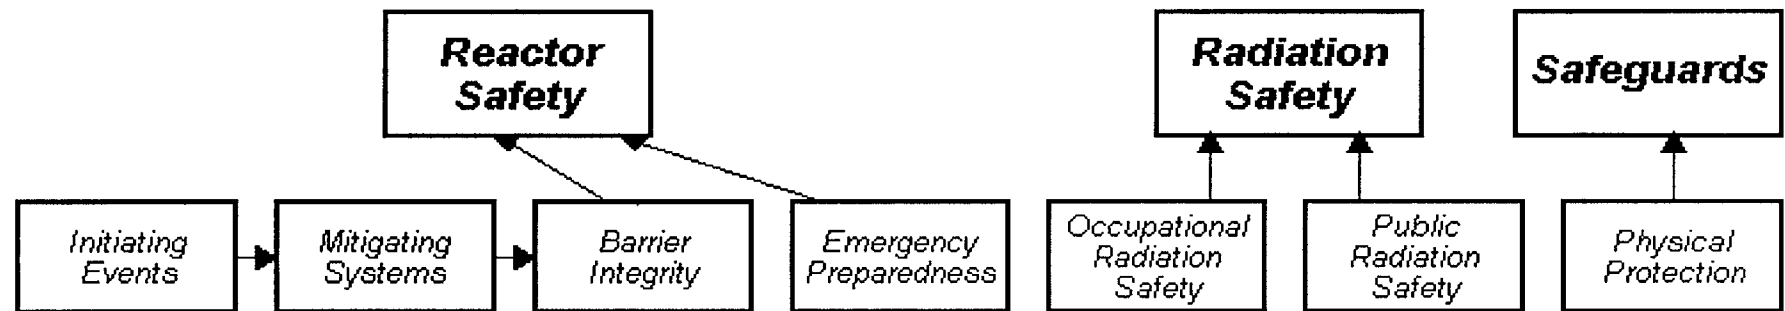 Reactor
Safety
Radiation
Safety
Safeguards
Initiating
Events
Mitigating
Systems
Barrier
Integrity
Emergency
Preparedness
Occupational
Radiation
Safety
Public
Radiation
Safety
Physical
Protection